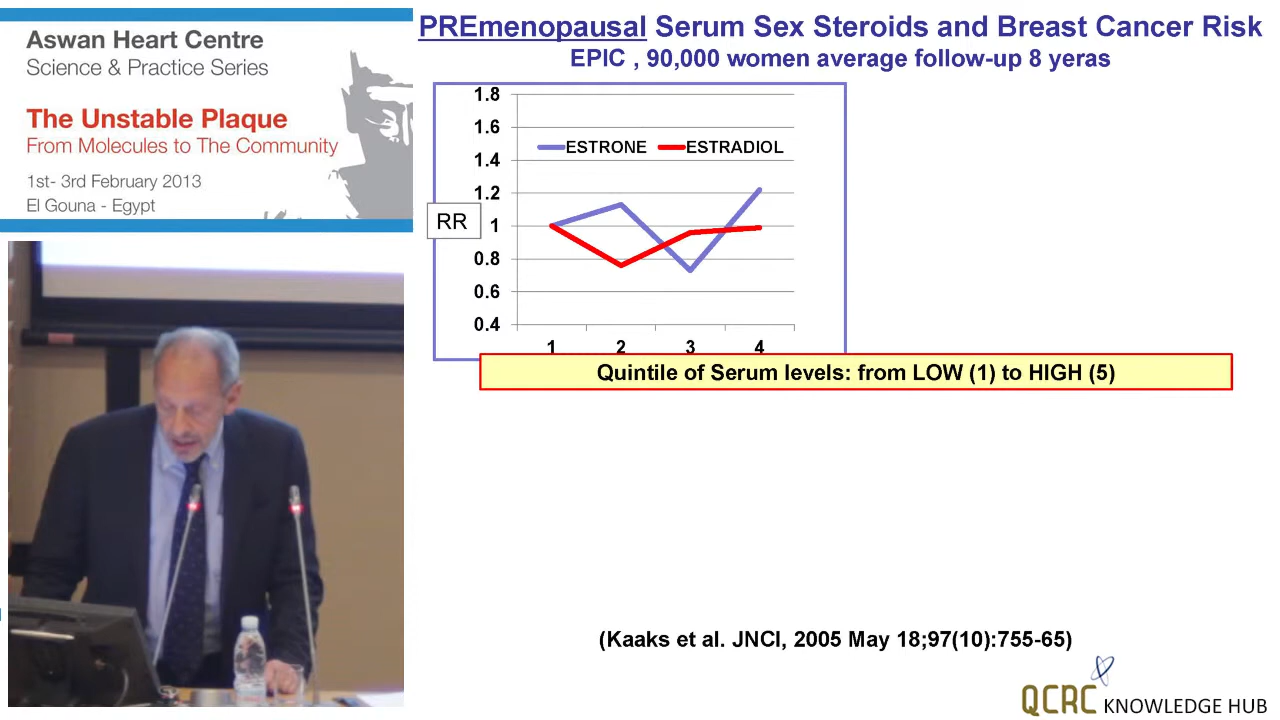 Aswan Heart Centre
Science & Practice Series
The Unstable Plaque
From Molecules to The Community
1st- 3rd February 2013
El Gouna - Egypt
PREmenopausal Serum Sex Steroids and Breast Cancer Risk
EPIC , 90,000 women average follow-up 8 yeras
1.8
1.6
1.4
1.2
1
0.8
0.6
0.4
ESTRONE ESTRADIOL
RR
1 2 3 4
Quintile of Serum levels: from LOW (1) to HIGH (5)
(Kaaks et al. JNCI, 2005 May 18;97(10):755-65)
QCRC KNOWLEDGE HUB